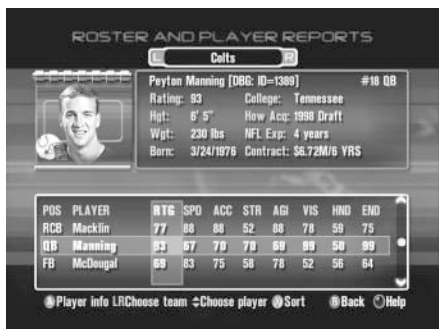 ROSTER AND PLAYER REPORTS
L Colts R
Peyton Manning [DBG: ID=1389] #18 QB
Rating: 93 College: Tennessee
Hgt: 6' 5" How Acq: 1998 Draft
Wgt: 230 lbs NFL Exp: 4 years
Born: 3/24/1976 Contract: $6.72M/6 YRS
POS PLAYER RTG SPD ACC STR AGI VIS HND END
RCB Macklin 77 88 88 52 88 78 59 75
QB Manning 93 67 70 70 69 99 50 99
FB McDougal 69 83 75 58 78 52 56 64
Player info LRChoose team Choose player Sort Back Help